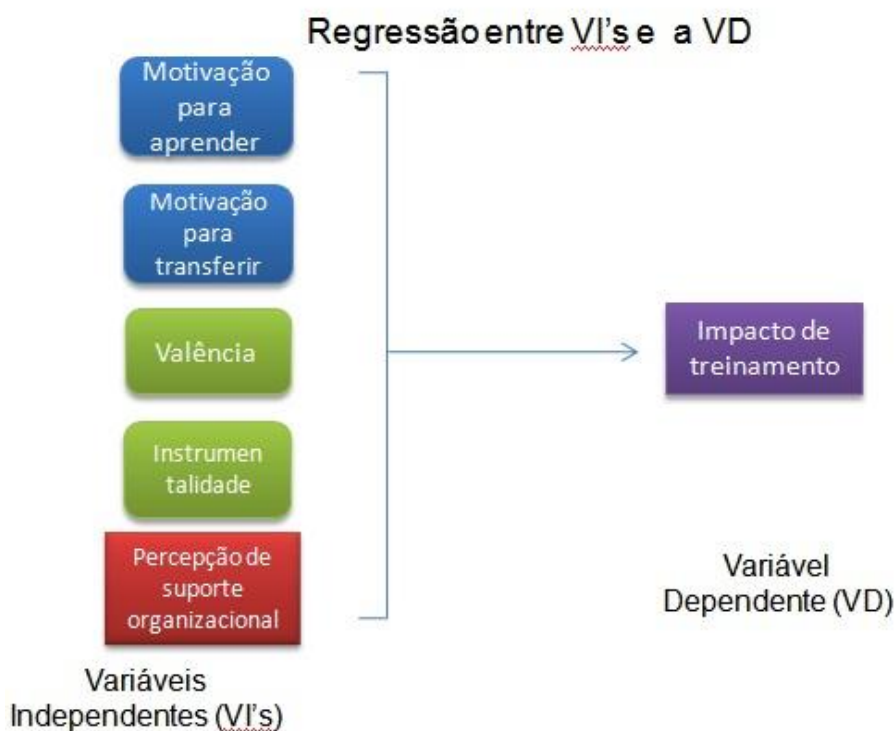 Regressão entre VI's e a VD
Motivação
para
aprender
Motivação
para
transferir
Valência
Instrumen
talidade
Percepção de
suporte
organizacional
Variáveis
Independentes (VI's)
Impacto de
treinamento
Variável
Dependente (VD)